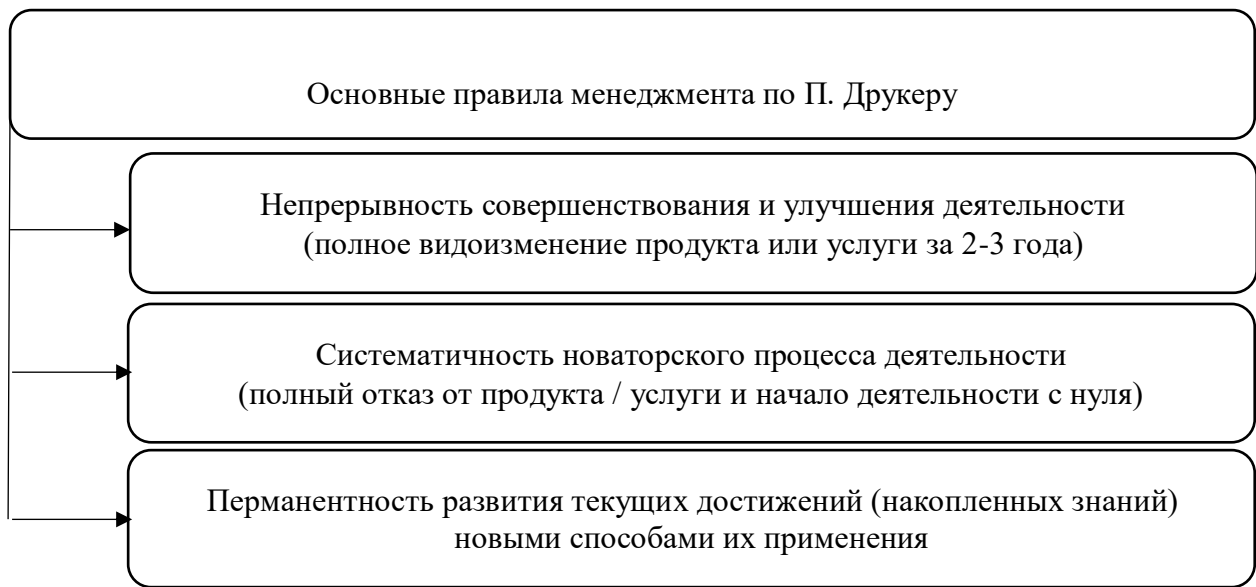 Основные правила менеджмента по П. Друкеру
Непрерывность совершенствования и улучшения деятельности
(полное видоизменение продукта или услуги за 2-3 года)
Систематичность новаторского процесса деятельности
(полный отказ от продукта / услуги и начало деятельности с нуля)
Перманентность развития текущих достижений (накопленных знаний)
новыми способами их применения